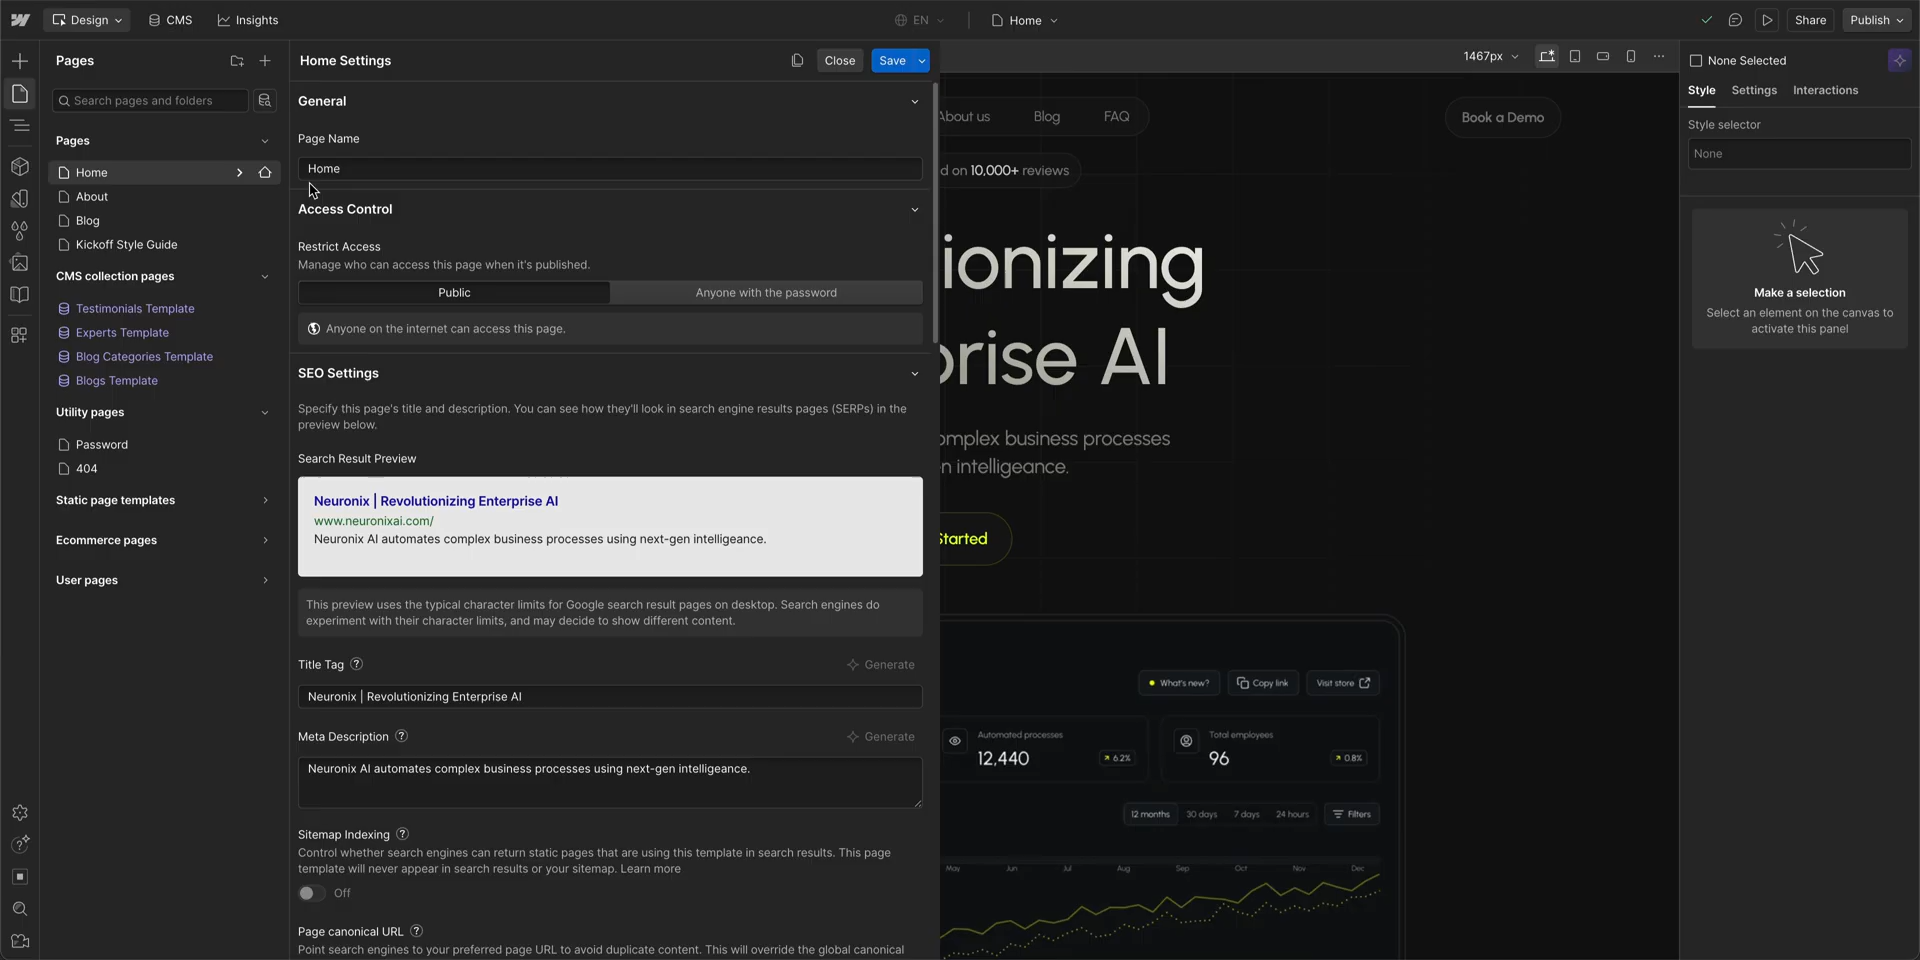 Design
CMS
Insights
EN
Home
Share
Publish
Pages
Search pages and folders
Pages
Home
About
Blog
Kickoff Style Guide
CMS collection pages
Testimonials Template
Experts Template
Blog Categories Template
Blogs Template
Utility pages
Password
404
Static page templates
Ecommerce pages
User pages
Home Settings
Close
Save
General
Page Name
Home
Access Control
Restrict Access
Manage who can access this page when it's published.
Public
Anyone with the password
Anyone on the internet can access this page.
SEO Settings
Specify this page's title and description. You can see how they'll look in search engine results pages (SERPs) in the
preview below.
Search Result Preview
Neuronix | Revolutionizing Enterprise AI
www.neuronixai.com/
Neuronix AI automates complex business processes using next-gen intelligeance.
This preview uses the typical character limits for Google search result pages on desktop. Search engines do
experiment with their character limits, and may decide to show different content.
Title Tag
Generate
Neuronix | Revolutionizing Enterprise AI
Meta Description
Generate
Neuronix AI automates complex business processes using next-gen intelligeance.
Sitemap Indexing
Control whether search engines can return static pages that are using this template in search results. This page
template will never appear in search results or your sitemap. Learn more
Off
Page canonical URL
Point search engines to your preferred page URL to avoid duplicate content. This will override the global canonical
1467px
About us
Blog
FAQ
Book a Demo
d on 10,000+ reviews
ionizing
prise AI
omplex business processes
n intelligeance.
Started
What's new?
Copy link
Visit store
Automated processes
12,440
6.2%
Total employees
96
0.8%
12 months
30 days
7 days
24 hours
Filters
May
Jun
Jul
Aug
Sep
Oct
Nov
Dec
None Selected
Style
Settings
Interactions
Style selector
None
Make a selection
Select an element on the canvas to
activate this panel